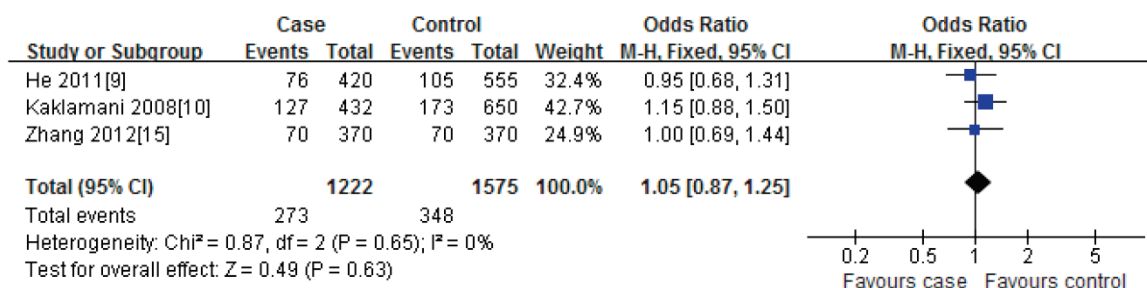 Case Control Odds Ratio Odds Ratio
Study or Subgroup Events Total Events Total Weight M-H, Fixed, 95% CI M-H, Fixed, 95% CI
He 2011[9] 76 420 105 555 32.4% 0.95 [0.68, 1.31]
Kaklamani 2008[10] 127 432 173 650 42.7% 1.15 [0.88, 1.50]
Zhang 2012[15] 70 370 70 370 24.9% 1.00 [0.69, 1.44]
Total (95% CI) 1222 1575 100.0% 1.05 [0.87, 1.25]
Total events 273 348
Heterogeneity: Chi² = 0.87, df = 2 (P = 0.65); I² = 0%
Test for overall effect: Z = 0.49 (P = 0.63)
0.2 0.5 1 2 5
Favours case Favours control